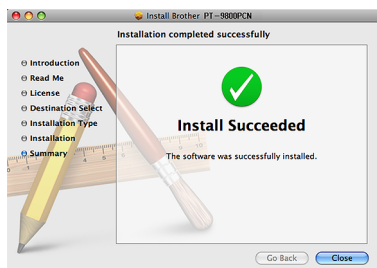 Install Brother PT-9800PCN
Installation completed successfully
Introduction
Read Me
License
Destination Select
Installation Type
Installation
Summary
Install Succeeded
The software was successfully installed.
Go Back
Close